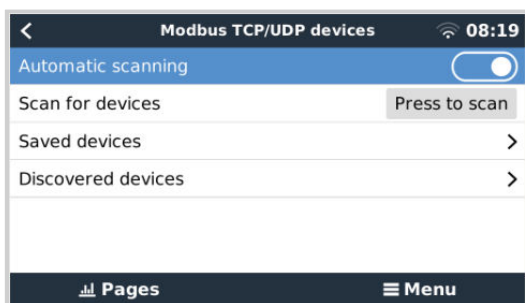 Modbus TCP/UDP devices 08:19
Automatic scanning
Scan for devices Press to scan
Saved devices
Discovered devices
Pages Menu